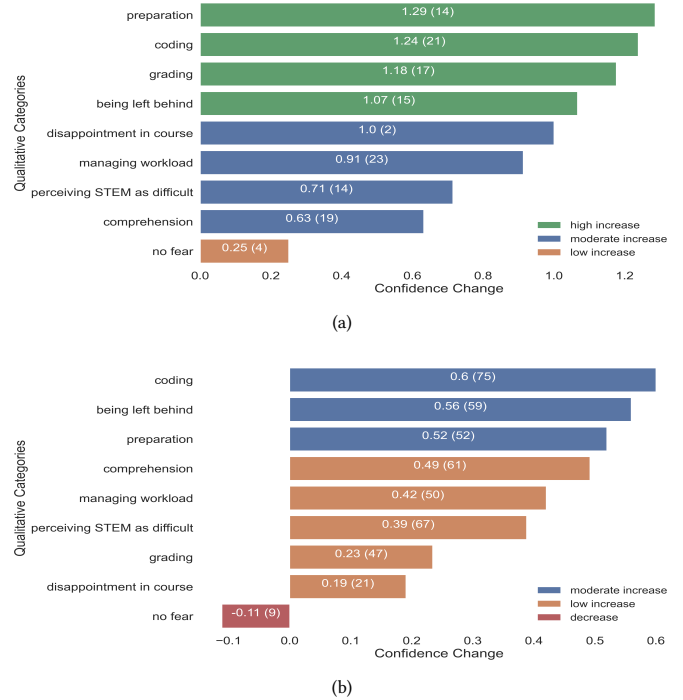 preparation 1.29 (14)
coding 1.24 (21)
grading 1.18 (17)
being left behind 1.07 (15)
disappointment in course 1.0 (2)
managing workload 0.91 (23)
perceiving STEM as difficult 0.71 (14)
comprehension 0.63 (19)
no fear 0.25 (4)
Qualitative Categories
high increase
moderate increase
low increase
0.0 0.2 0.4 0.6 0.8 1.0 1.2
Confidence Change
(a)
coding 0.6 (75)
being left behind 0.56 (59)
preparation 0.52 (52)
comprehension 0.49 (61)
managing workload 0.42 (50)
perceiving STEM as difficult 0.39 (67)
grading 0.23 (47)
disappointment in course 0.19 (21)
no fear -0.11 (9)
Qualitative Categories
moderate increase
low increase
decrease
−0.1 0.0 0.1 0.2 0.3 0.4 0.5 0.6
Confidence Change
(b)